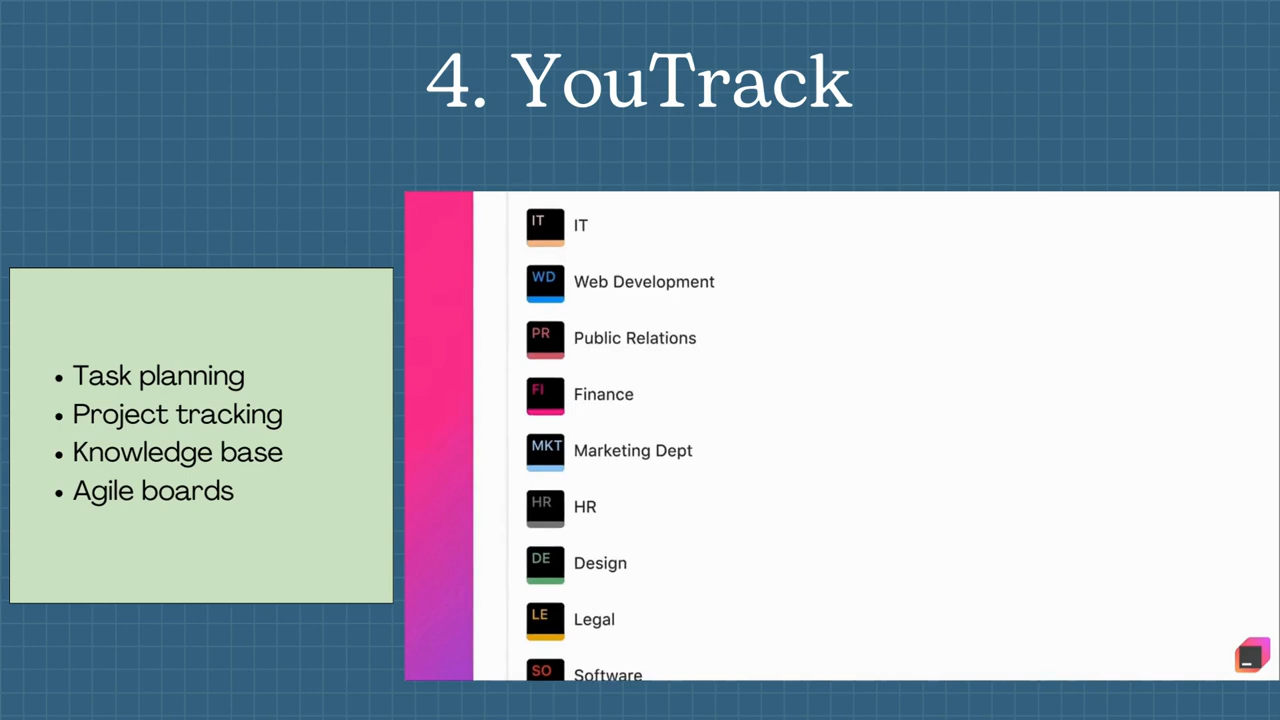 4. YouTrack
• Task planning
• Project tracking
• Knowledge base
• Agile boards
IT IT
WD Web Development
PR Public Relations
FI Finance
MKT Marketing Dept
HR HR
DE Design
LE Legal
SO Software